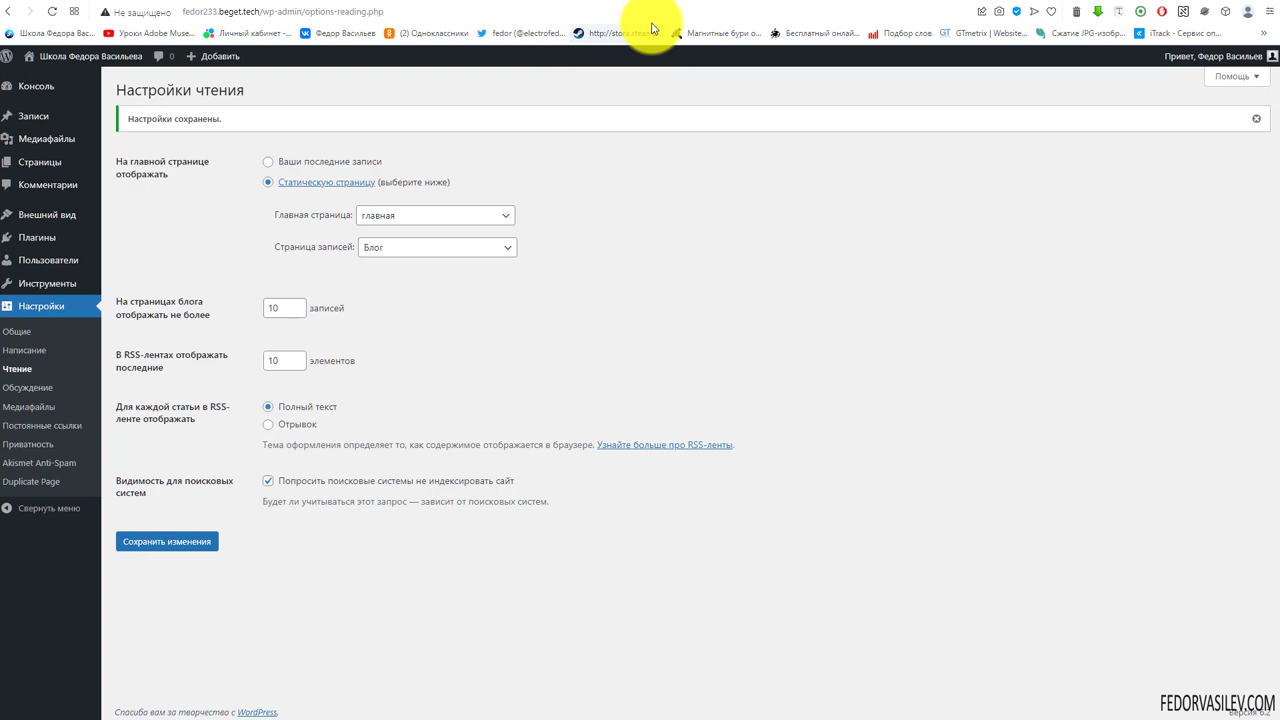 Не защищено fedor233.beget.tech/wp-admin/options-reading.php
Школа Федора Вас... Уроки Adobe Muse... Личный кабинет -... Федор Васильев (2) Одноклассники fedor (@electrofed... Магнитные бури о... Бесплатный онлай... Подбор слов GTmetrix | Website... Сжатие JPG-изобр... iTrack - Сервис оп...
Школа Федора Васильева 0 Добавить Привет, Федор Васильев
Помощь
Консоль
Записи
Медиафайлы
Страницы
Комментарии
Внешний вид
Плагины
Пользователи
Инструменты
Настройки
Общие
Написание
Чтение
Обсуждение
Медиафайлы
Постоянные ссылки
Приватность
Akismet Anti-Spam
Duplicate Page
Свернуть меню
Настройки чтения
Настройки сохранены.
На главной странице
отображать
Ваши последние записи
Статическую страницу (выберите ниже)
Главная страница: главная
Страница записей: Блог
На страницах блога
отображать не более
10 записей
В RSS-лентах отображать
последние
10 элементов
Для каждой статьи в RSS-
ленте отображать
Полный текст
Отрывок
Тема оформления определяет то, как содержимое отображается в браузере. Узнайте больше про RSS-ленты.
Видимость для поисковых
систем
Попросить поисковые системы не индексировать сайт
Будет ли учитываться этот запрос — зависит от поисковых систем.
Сохранить изменения
Спасибо вам за творчество с WordPress.
FEDORVASILEV.COM
Версия 6.2